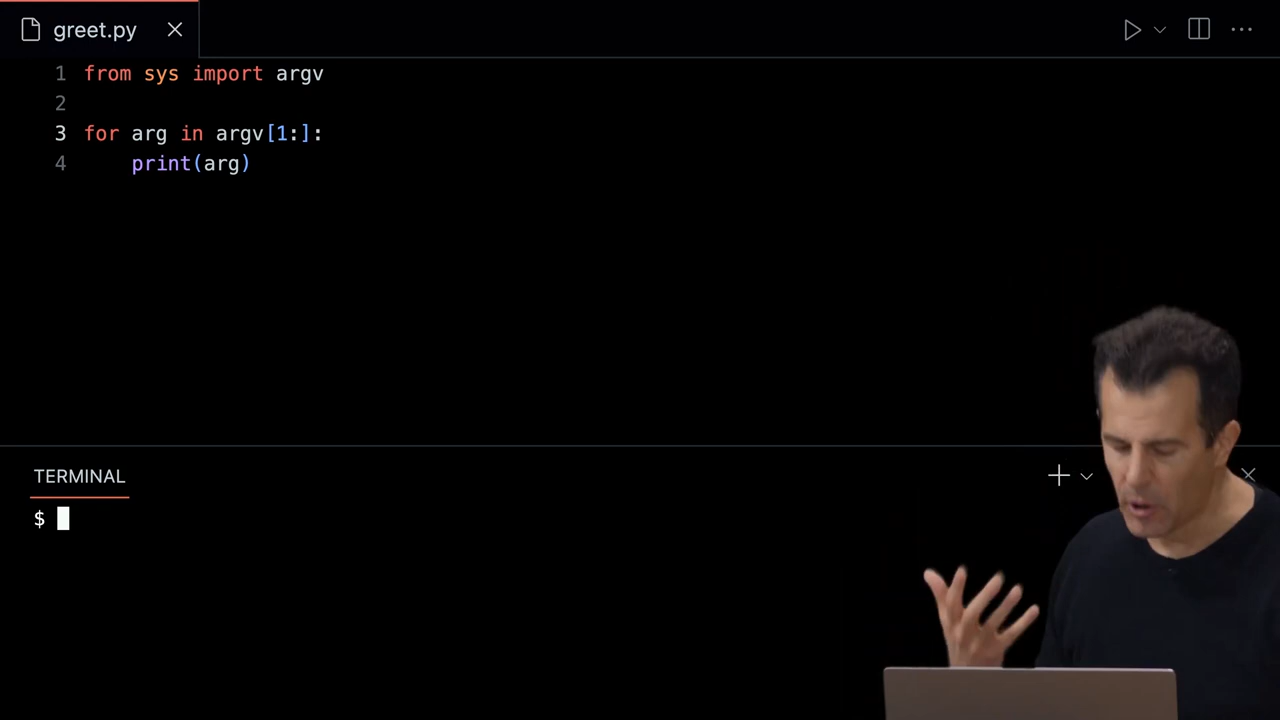 greet.py
1 from sys import argv
2
3 for arg in argv[1:]:
4     print(arg)
TERMINAL
$